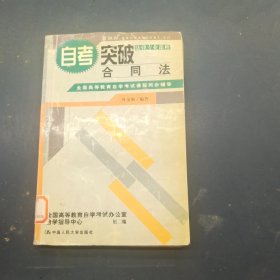 自考 突破
合同法
全国高等教育自学考试课程同步辅导
全国高等教育自学考试办公室
自学指导中心 组编
中国人民大学出版社